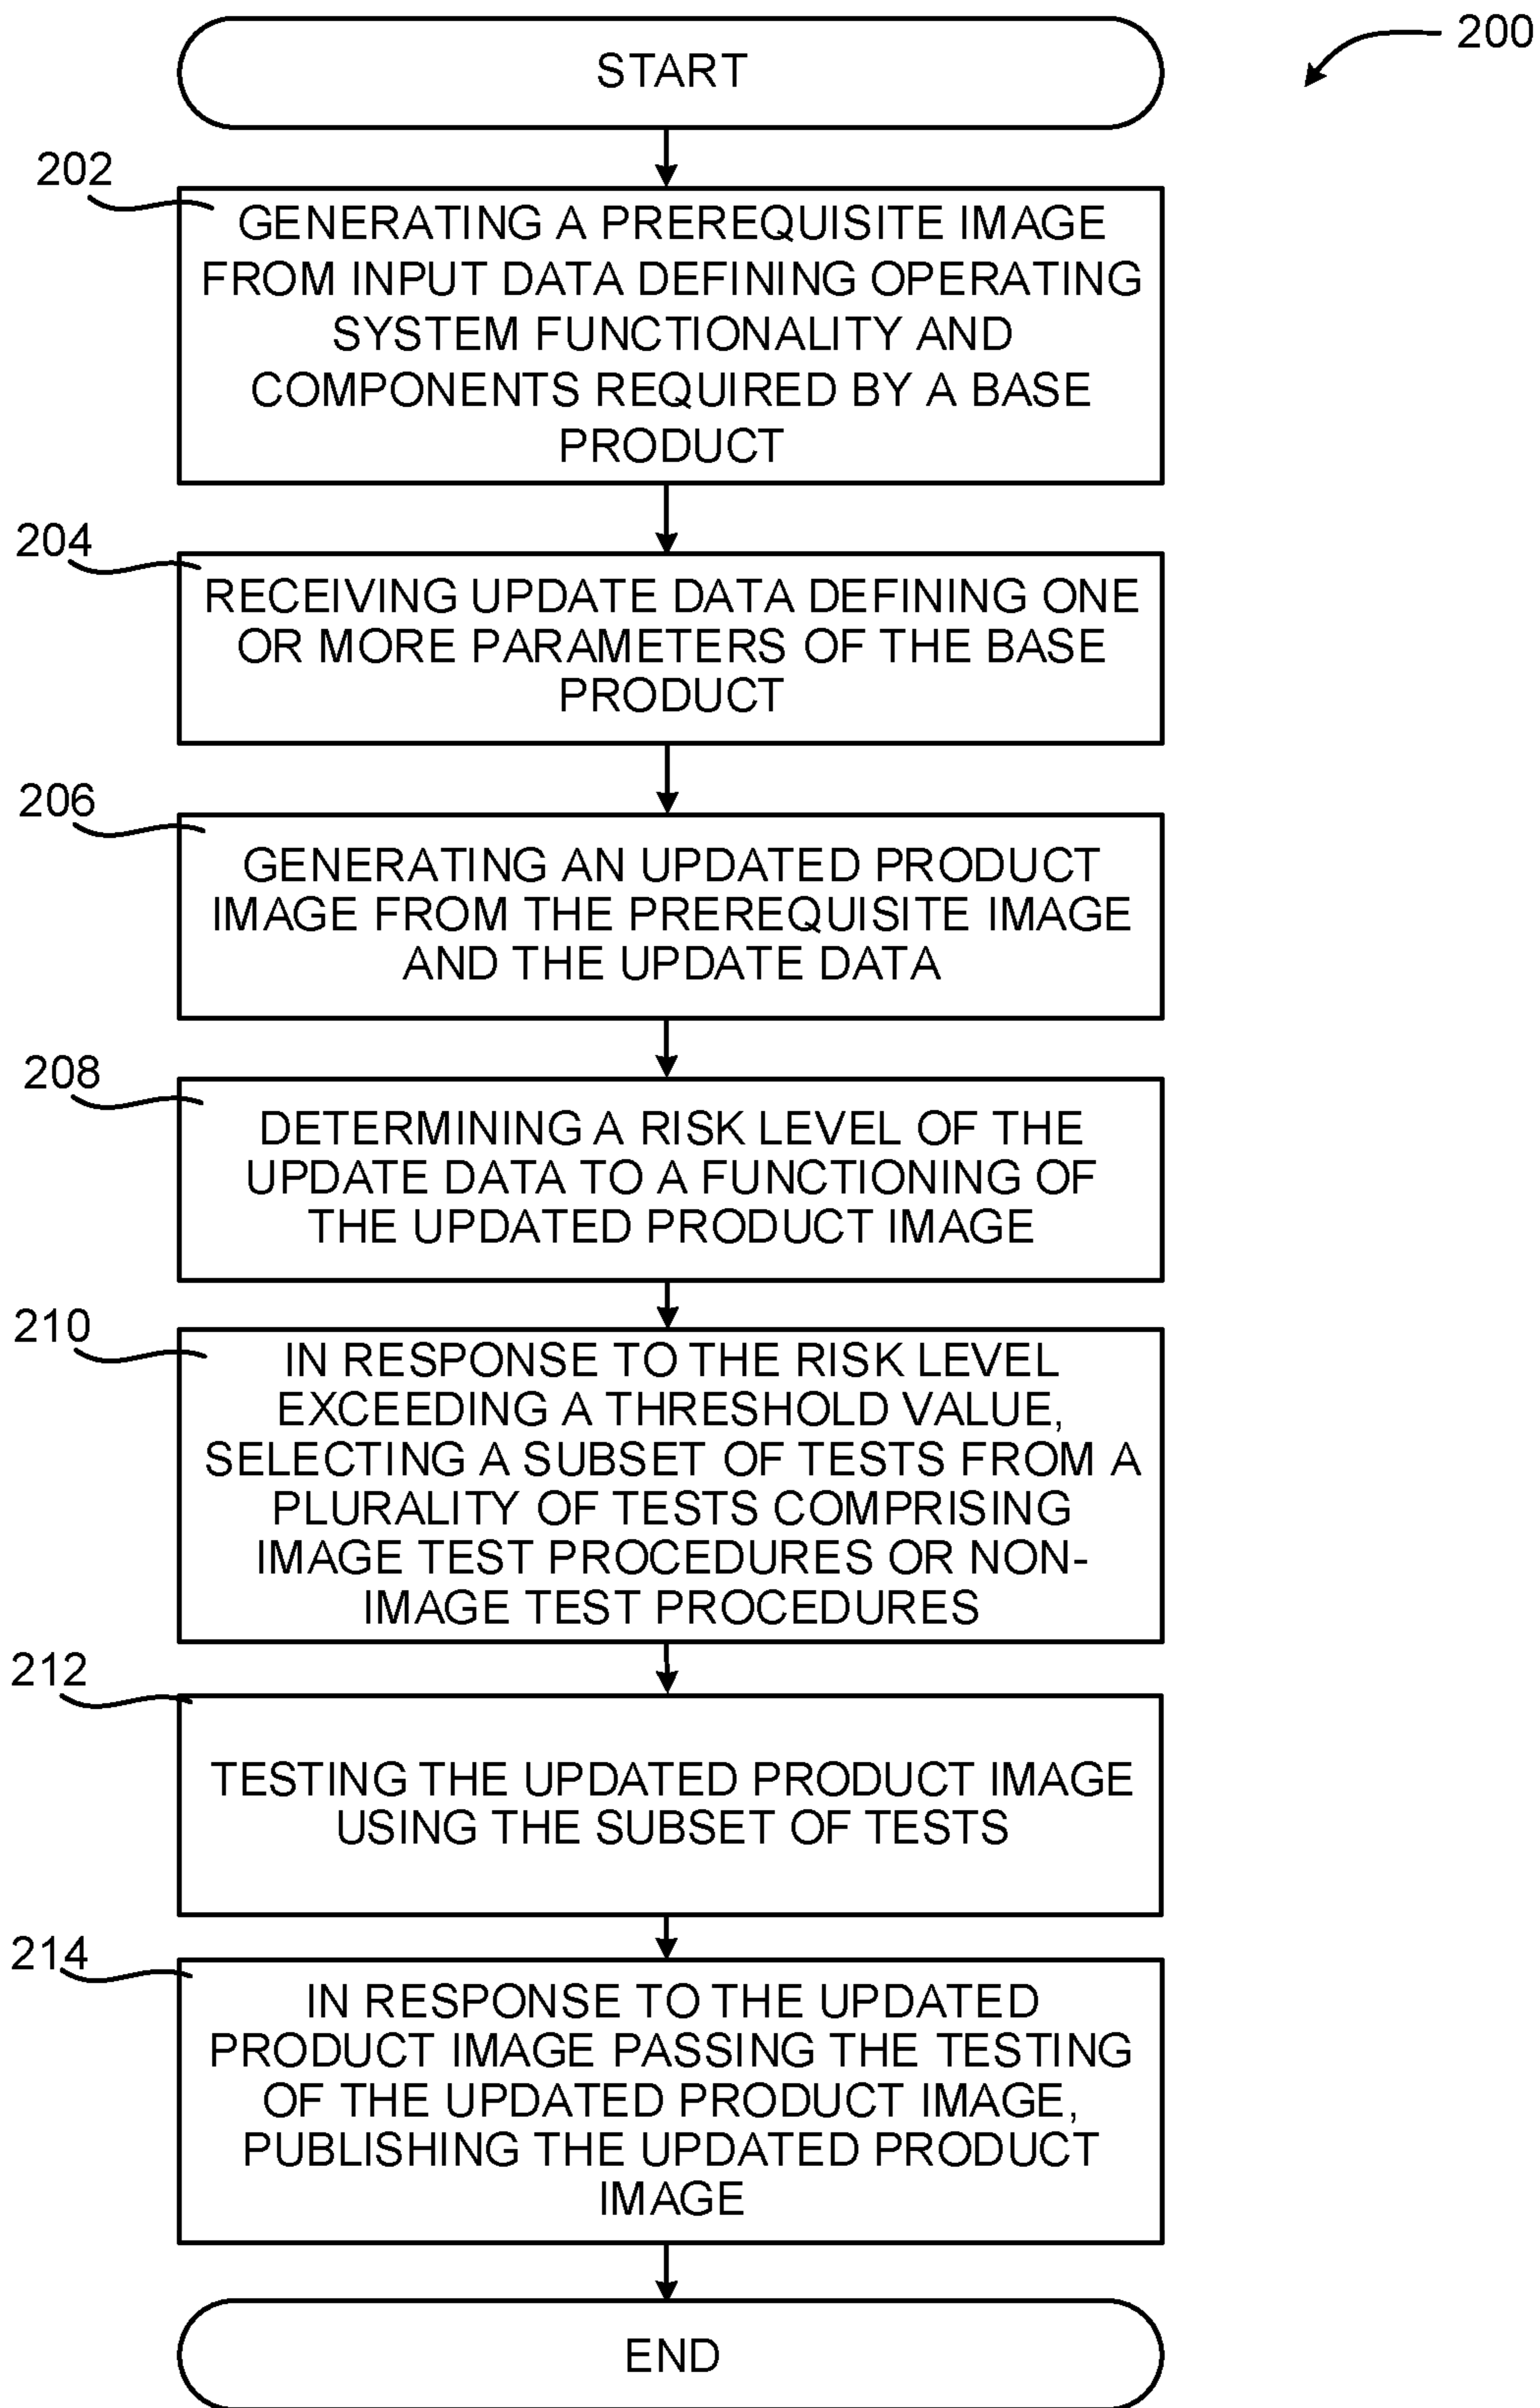 START
200
202
GENERATING A PREREQUISITE IMAGE
FROM INPUT DATA DEFINING OPERATING
SYSTEM FUNCTIONALITY AND
COMPONENTS REQUIRED BY A BASE
PRODUCT
204
RECEIVING UPDATE DATA DEFINING ONE
OR MORE PARAMETERS OF THE BASE
PRODUCT
206
GENERATING AN UPDATED PRODUCT
IMAGE FROM THE PREREQUISITE IMAGE
AND THE UPDATE DATA
208
DETERMINING A RISK LEVEL OF THE
UPDATE DATA TO A FUNCTIONING OF
THE UPDATED PRODUCT IMAGE
210
IN RESPONSE TO THE RISK LEVEL
EXCEEDING A THRESHOLD VALUE,
SELECTING A SUBSET OF TESTS FROM A
PLURALITY OF TESTS COMPRISING
IMAGE TEST PROCEDURES OR NON-
IMAGE TEST PROCEDURES
212
TESTING THE UPDATED PRODUCT IMAGE
USING THE SUBSET OF TESTS
214
IN RESPONSE TO THE UPDATED
PRODUCT IMAGE PASSING THE TESTING
OF THE UPDATED PRODUCT IMAGE,
PUBLISHING THE UPDATED PRODUCT
IMAGE
END